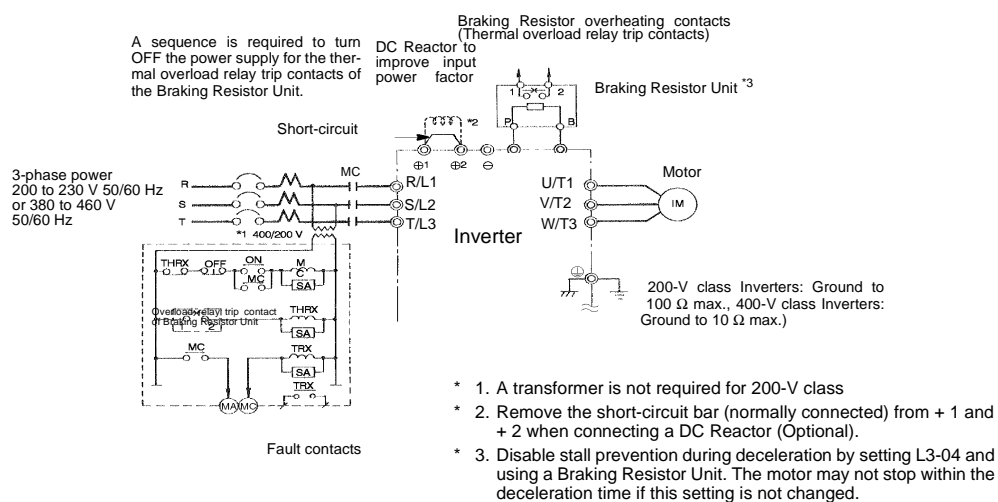 Braking Resistor overheating contacts
(Thermal overload relay trip contacts)
A sequence is required to turn
OFF the power supply for the ther-
mal overload relay trip contacts of
the Braking Resistor Unit.
DC Reactor to
improve input
power factor
1 2
Braking Resistor Unit *3
P B
*2
Short-circuit
⊕1 ⊕2 ⊖
3-phase power
200 to 230 V 50/60 Hz
or 380 to 460 V
50/60 Hz
MC
R
S
T
R/L1
S/L2
T/L3
Inverter
U/T1
V/T2
W/T3
Motor
IM
*1 400/200 V
THRX OFF ON
MC
M
C
SA
Overload relay trip contact
of Braking Resistor Unit
1 2
THRX
SA
MC
TRX
SA
TRX
MA MC
Fault contacts
200-V class Inverters: Ground to
100 Ω max., 400-V class Inverters:
Ground to 10 Ω max.)
* 1. A transformer is not required for 200-V class
* 2. Remove the short-circuit bar (normally connected) from + 1 and
+ 2 when connecting a DC Reactor (Optional).
* 3. Disable stall prevention during deceleration by setting L3-04 and
using a Braking Resistor Unit. The motor may not stop within the
deceleration time if this setting is not changed.